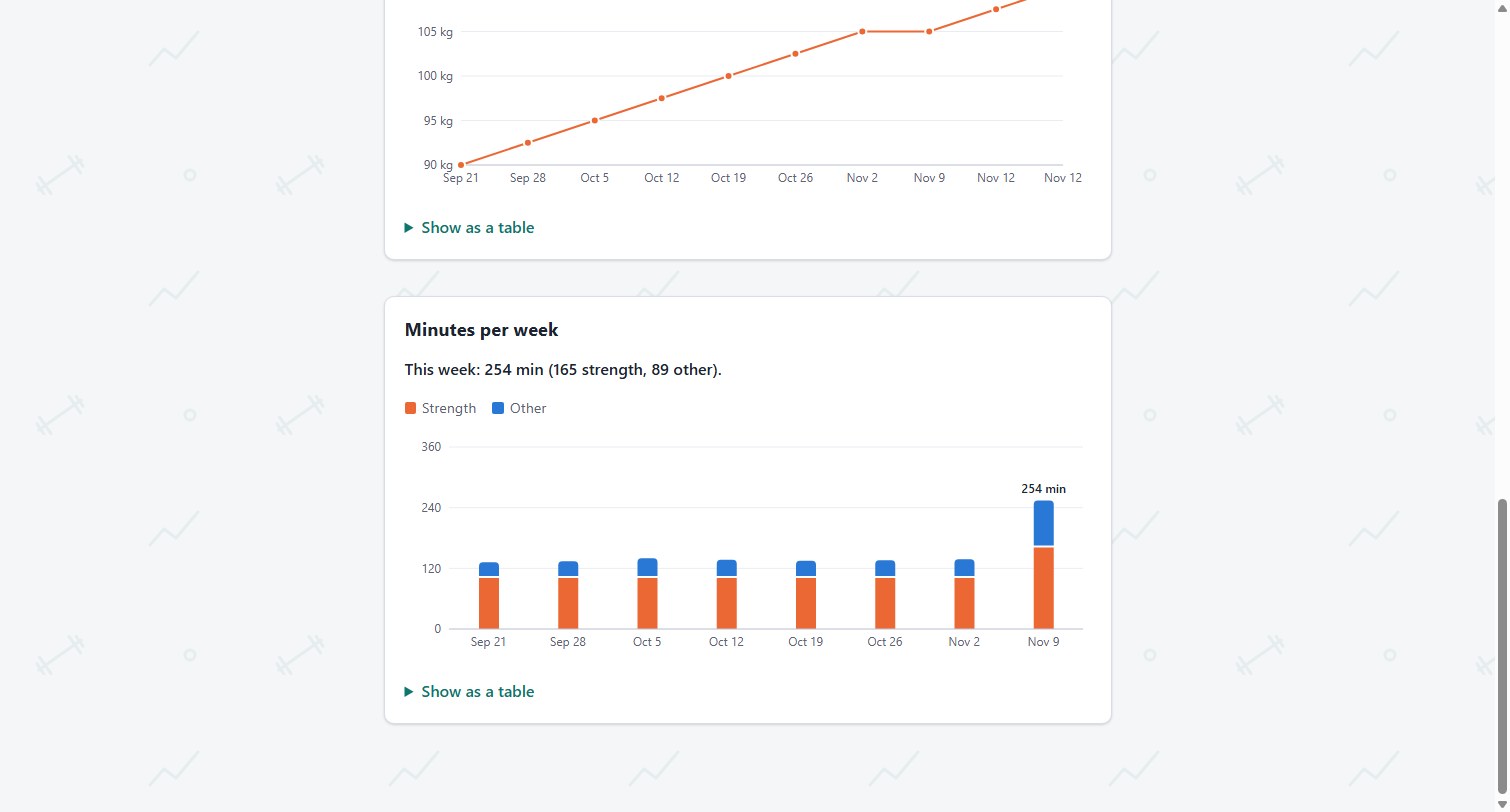 105 kg
100 kg
95 kg
90 kg
Sep 21 Sep 28 Oct 5 Oct 12 Oct 19 Oct 26 Nov 2 Nov 9 Nov 12 Nov 12
Show as a table
Minutes per week
This week: 254 min (165 strength, 89 other).
Strength Other
360
254 min
240
120
0
Sep 21 Sep 28 Oct 5 Oct 12 Oct 19 Oct 26 Nov 2 Nov 9
Show as a table